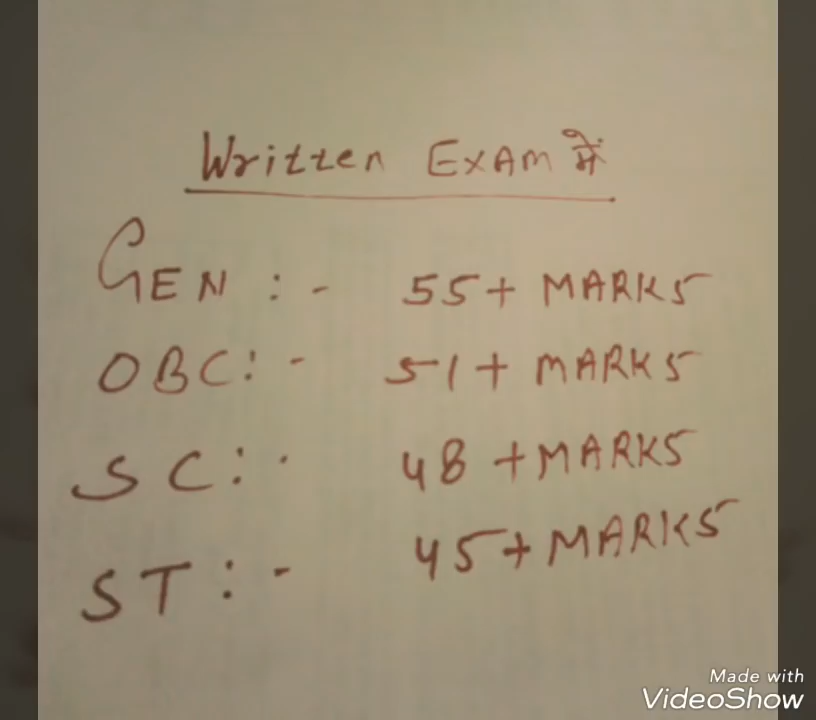 Written EXAM में
GEN :- 55+ MARKS
OBC :- 51+ MARKS
SC :- 48 +MARKS
ST :- 45+ MARKS
Made with
VideoShow